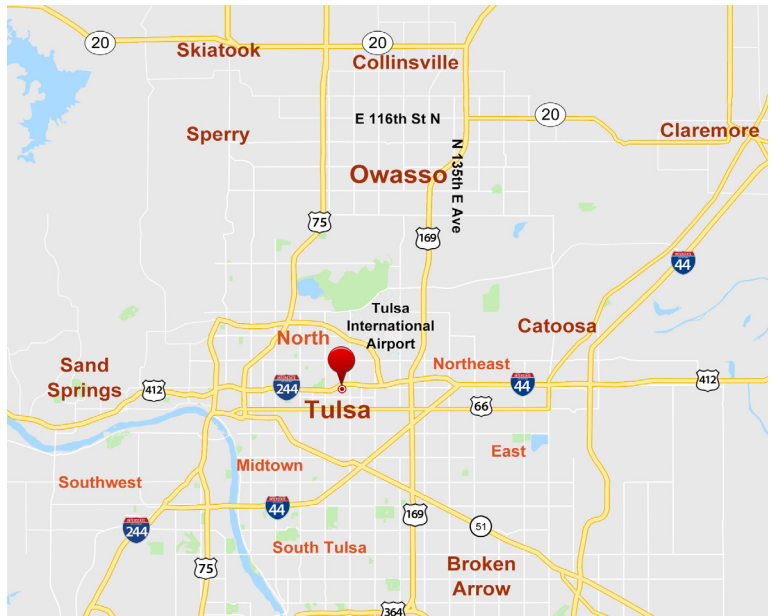 20
Skiatook
20
Collinsville
E 116th St N
20
Sperry
Claremore
N 135th E Ave
Owasso
75
169
44
Tulsa
International
Airport
Catoosa
North
Northeast
Sand
Springs
412
244
44
412
Tulsa
66
East
Midtown
Southwest
44
169
51
244
South Tulsa
75
Broken
Arrow
364